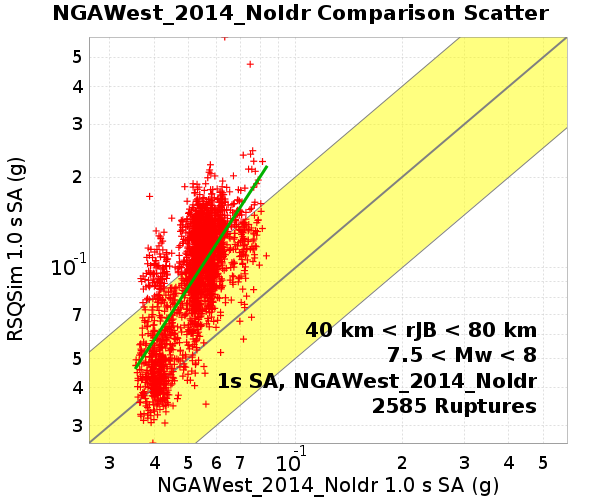 NGAWest_2014_NoIdr Comparison Scatter
RSQSim 1.0 s SA (g)
5
4
3
2
10-1
7
5
4
3
40 km < rJB < 80 km
7.5 < Mw < 8
1s SA, NGAWest_2014_NoIdr
2585 Ruptures
3 4 5 6 7 10-1 2 3 4 5
NGAWest_2014_NoIdr 1.0 s SA (g)